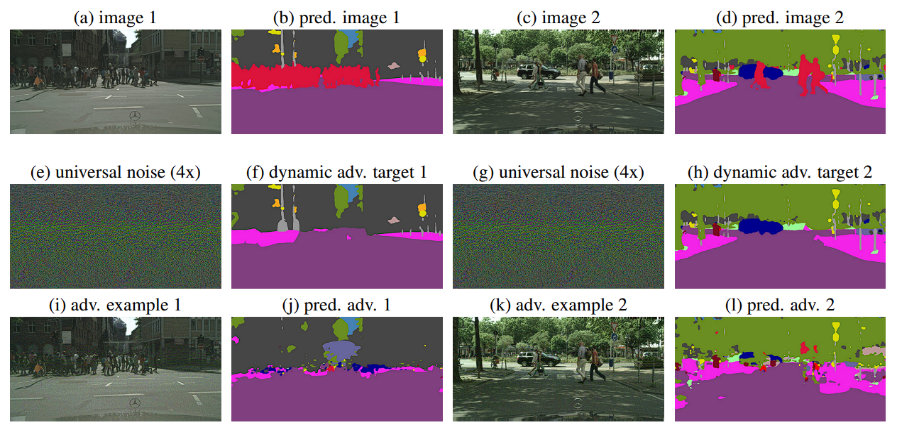 (a) image 1
(b) pred. image 1
(c) image 2
(d) pred. image 2
(e) universal noise (4x)
(f) dynamic adv. target 1
(g) universal noise (4x)
(h) dynamic adv. target 2
(i) adv. example 1
(j) pred. adv. 1
(k) adv. example 2
(l) pred. adv. 2